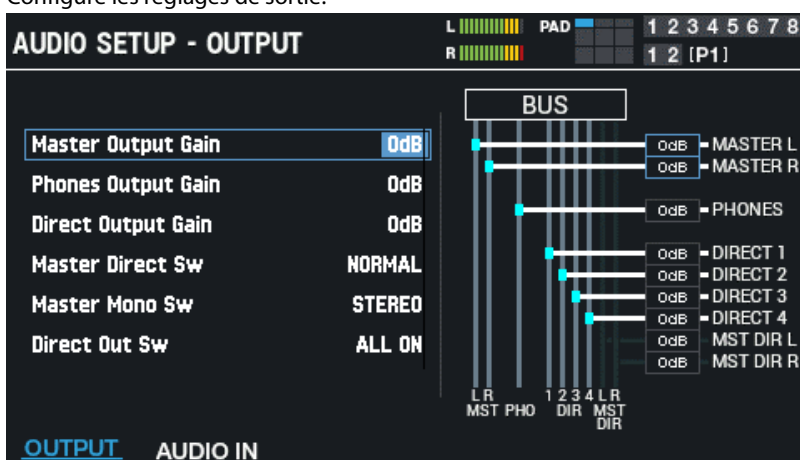 Configure les réglages de sortie.
AUDIO SETUP - OUTPUT
L
R
PAD
1 2 3 4 5 6 7 8
1 2 [P1]
BUS
Master Output Gain 0dB
Phones Output Gain 0dB
Direct Output Gain 0dB
Master Direct Sw NORMAL
Master Mono Sw STEREO
Direct Out Sw ALL ON
0dB MASTER L
0dB MASTER R
0dB PHONES
0dB DIRECT 1
0dB DIRECT 2
0dB DIRECT 3
0dB DIRECT 4
0dB MST DIR L
0dB MST DIR R
L R 1 2 3 4 L R
MST PHO DIR MST
DIR
OUTPUT AUDIO IN